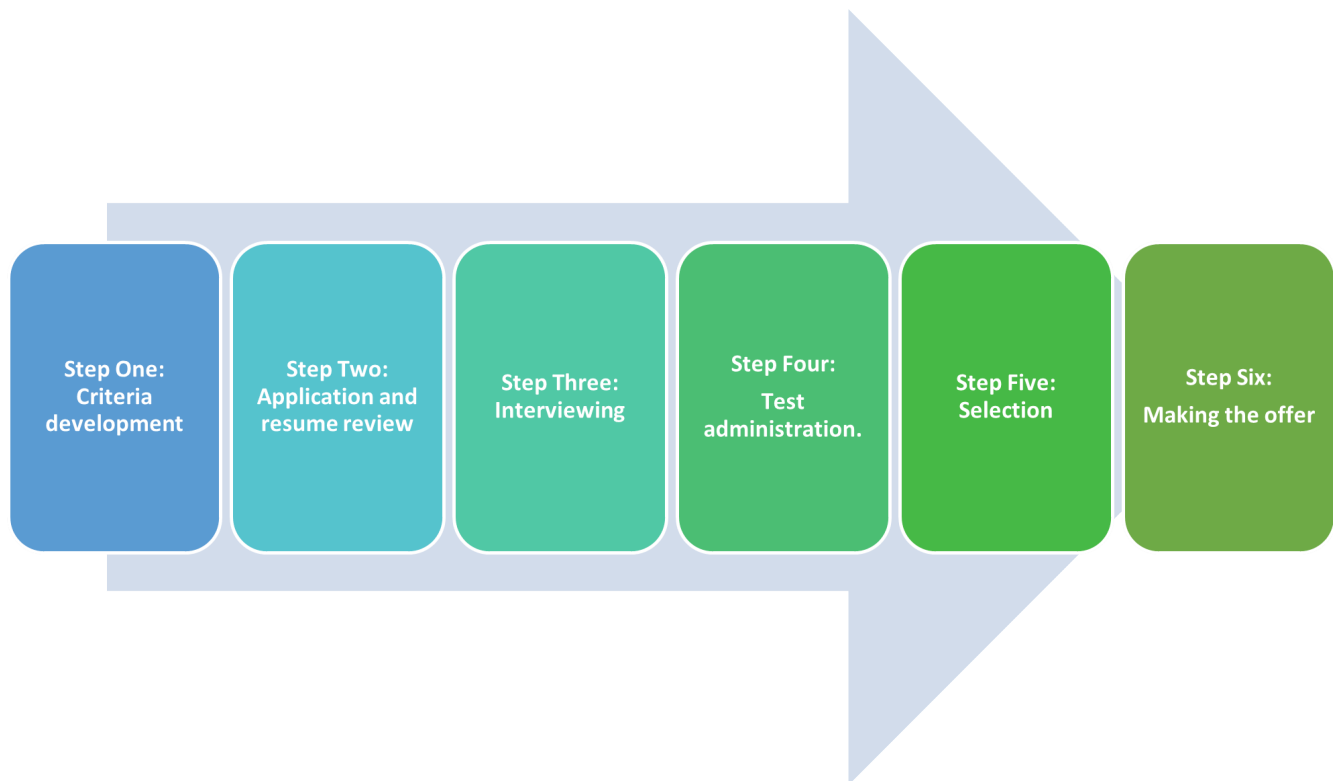 Step One:
Criteria
development
Step Two:
Application and
resume review
Step Three:
Interviewing
Step Four:
Test
administration.
Step Five:
Selection
Step Six:
Making the offer